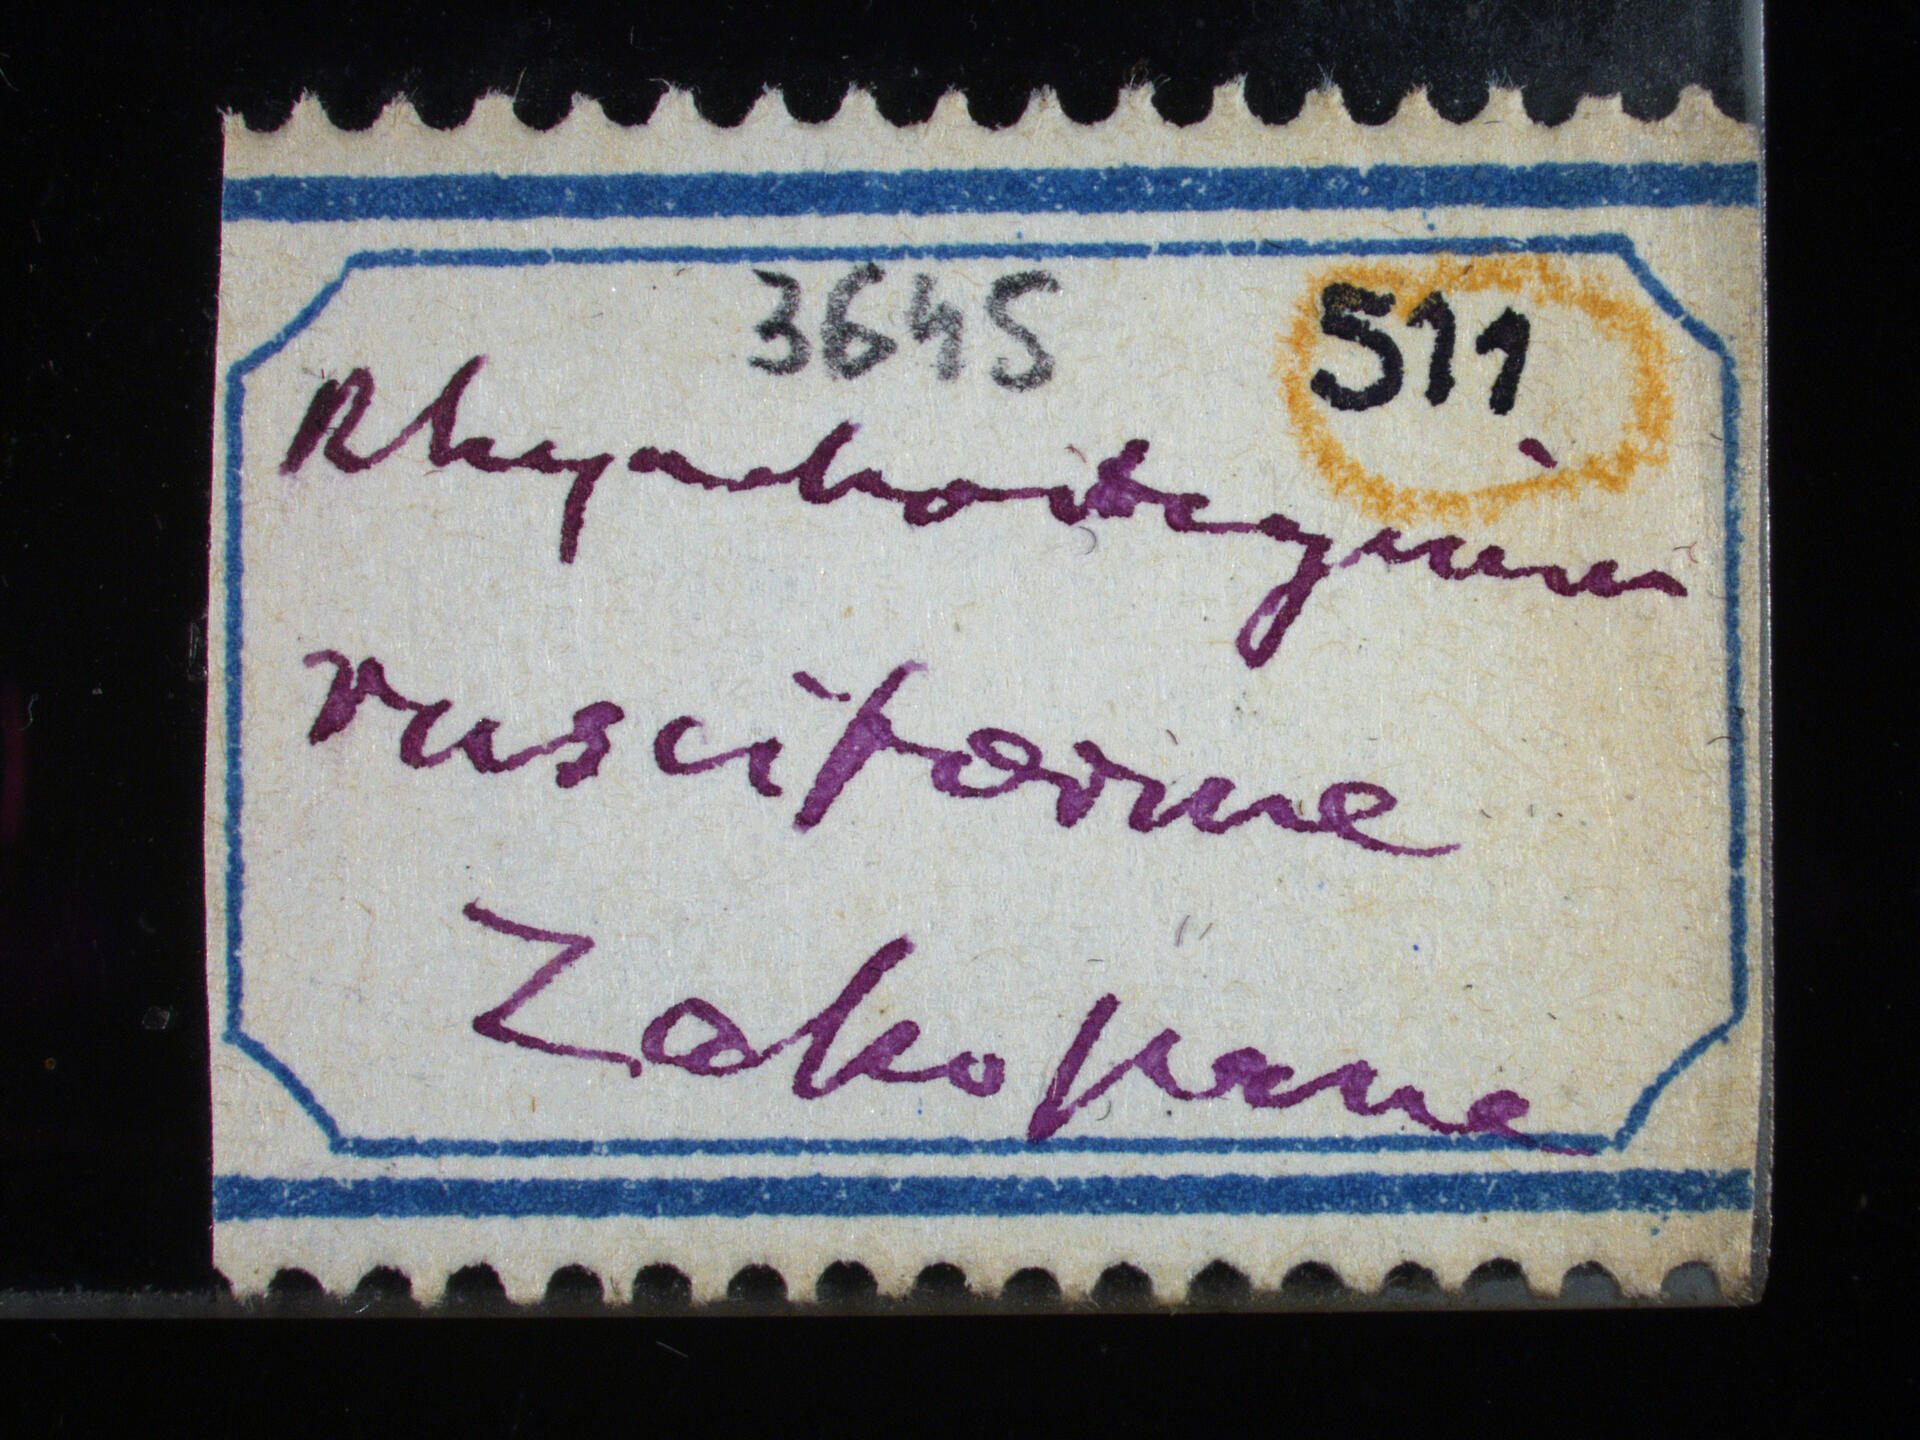 3645 511
Rhynchostegium
rusciforme
Zakopane